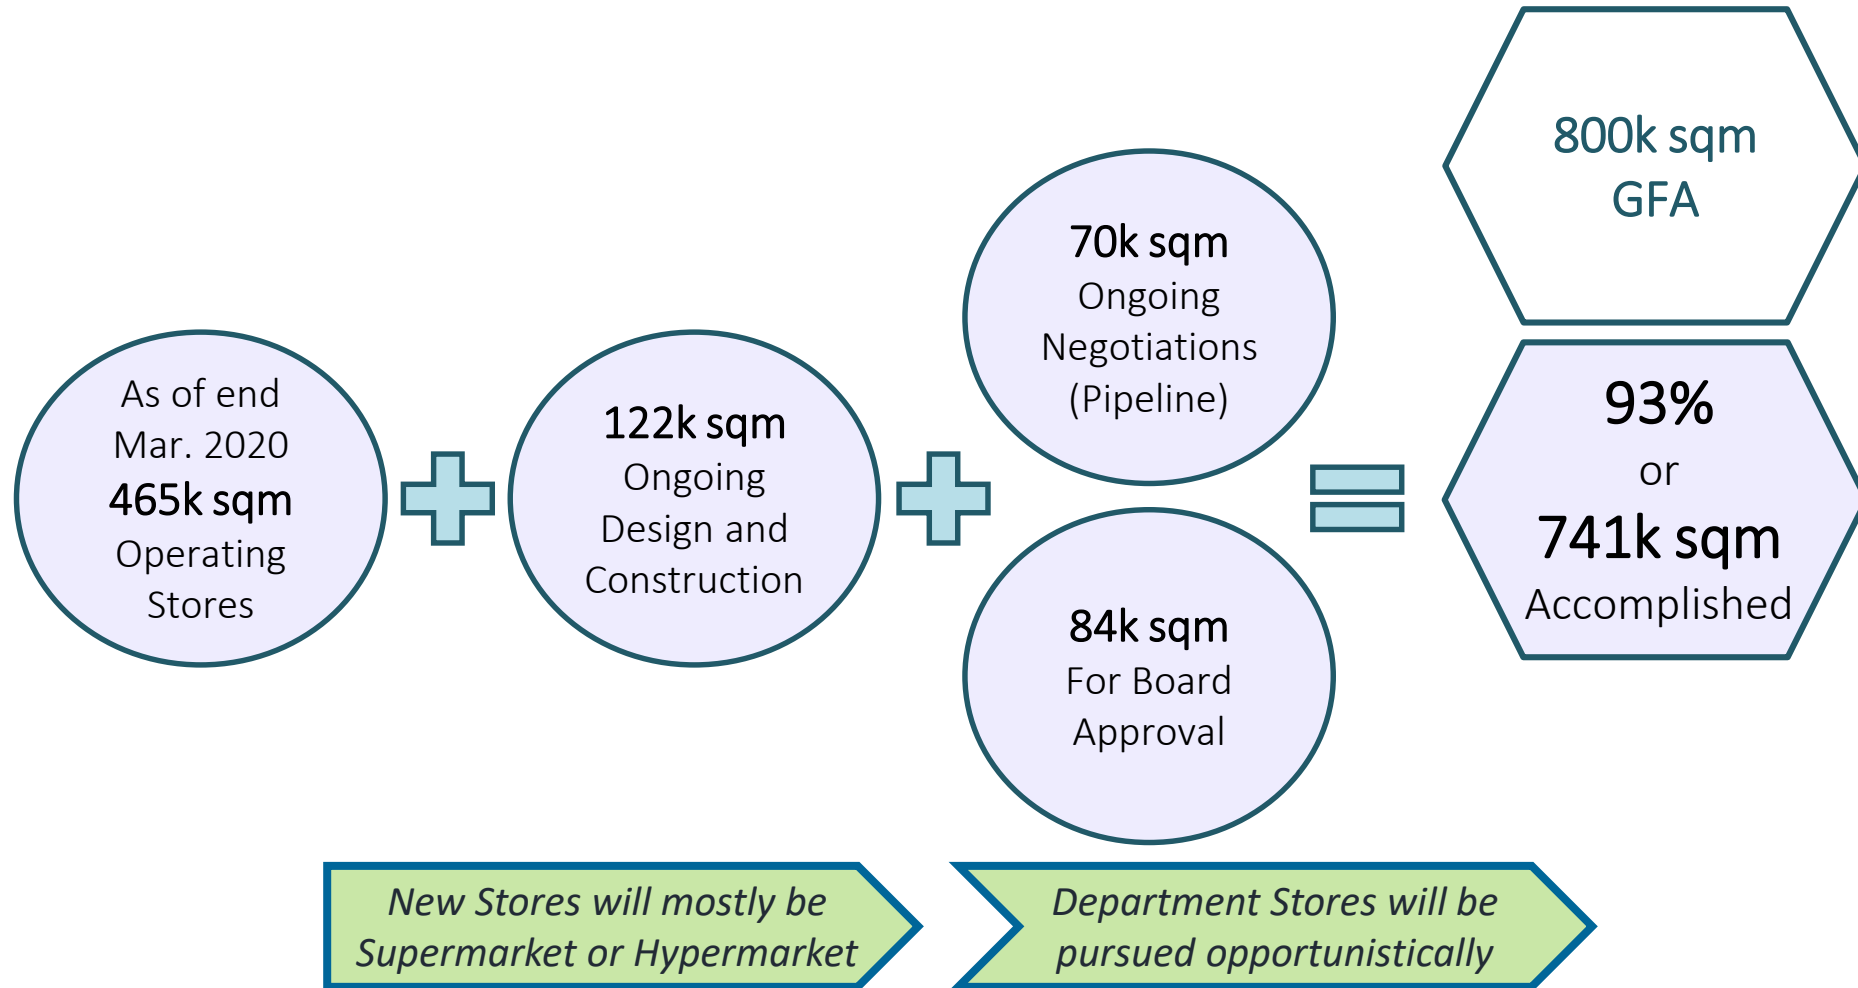 As of end
Mar. 2020
465k sqm
Operating
Stores
122k sqm
Ongoing
Design and
Construction
70k sqm
Ongoing
Negotiations
(Pipeline)
84k sqm
For Board
Approval
800k sqm
GFA
93%
or
741k sqm
Accomplished
New Stores will mostly be
Supermarket or Hypermarket
Department Stores will be
pursued opportunistically